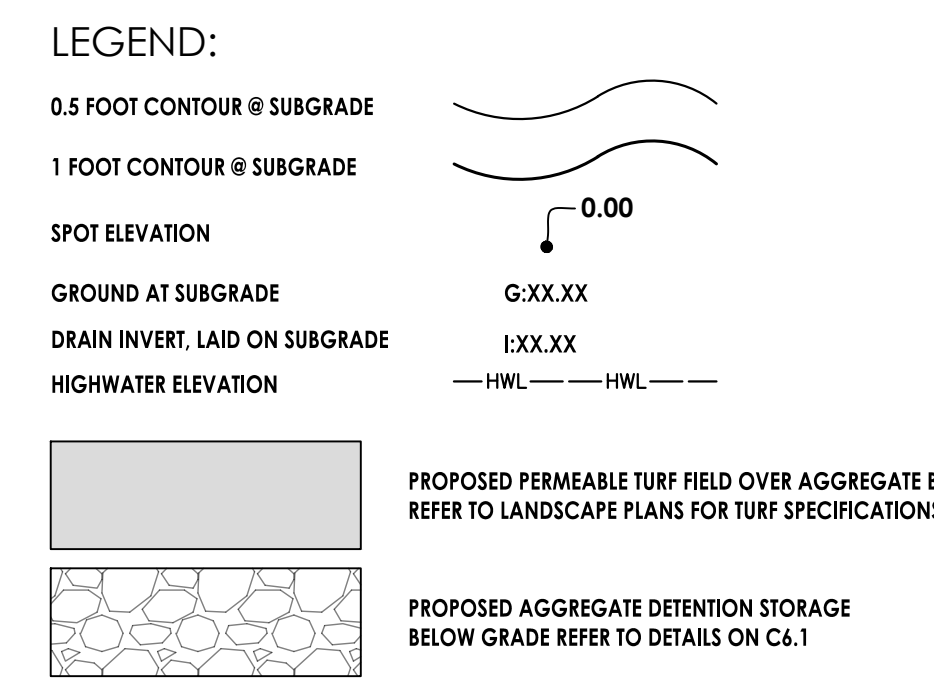 LEGEND:
0.5 FOOT CONTOUR @ SUBGRADE
1 FOOT CONTOUR @ SUBGRADE
0.00
SPOT ELEVATION
GROUND AT SUBGRADE G:XX.XX
DRAIN INVERT, LAID ON SUBGRADE I:XX.XX
HIGHWATER ELEVATION HWL HWL
PROPOSED PERMEABLE TURF FIELD OVER AGGREGATE
REFER TO LANDSCAPE PLANS FOR TURF SPECIFICATIONS
PROPOSED AGGREGATE DETENTION STORAGE
BELOW GRADE REFER TO DETAILS ON C6.1